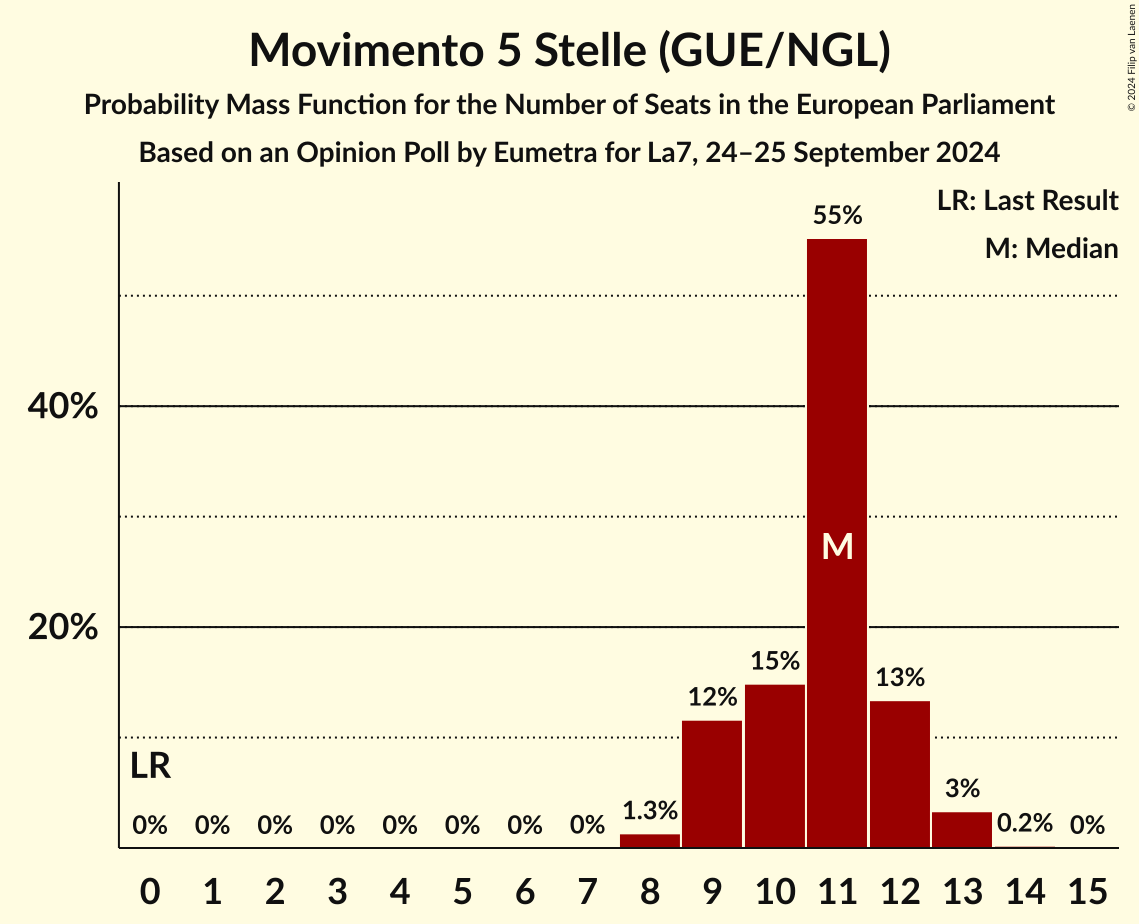 Movimento 5 Stelle (GUE/NGL)
Probability Mass Function for the Number of Seats in the European Parliament
Based on an Opinion Poll by Eumetra for La7, 24–25 September 2024
© 2024 Filip van Laenen
LR: Last Result
M: Median
55%
40%
M
20%
15%
13%
12%
LR
3%
1.3%
0% 0% 0% 0% 0% 0% 0% 0% 0.2% 0%
0 1 2 3 4 5 6 7 8 9 10 11 12 13 14 15